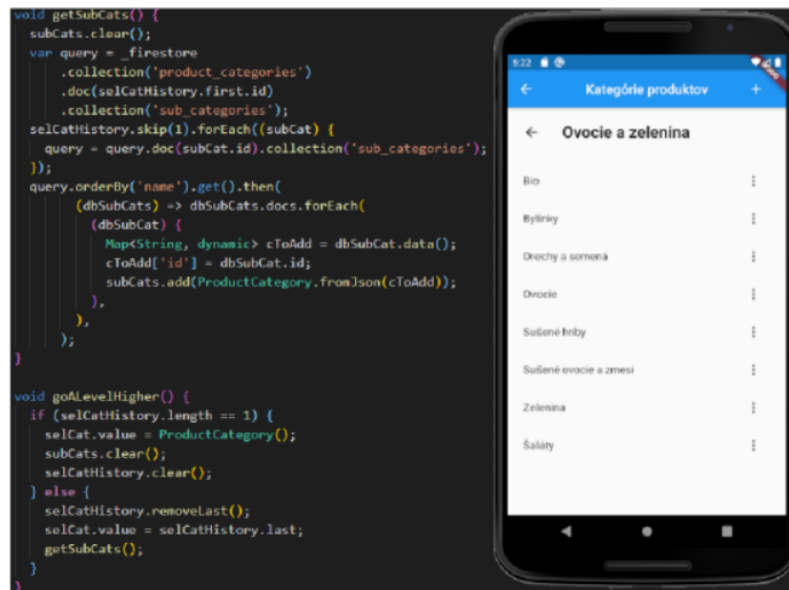 void getSubCats() {
subCats.clear();
var query = _firestore
.collection('product_categories')
.doc(selCatHistory.first.id)
.collection('sub_categories');
selCatHistory.skip(1).forEach((subCat) {
query = query.doc(subCat.id).collection('sub_categories');
});
query.orderBy('name').get().then(
(dbSubCats) => dbSubCats.docs.forEach(
(dbSubCat) {
Map<String, dynamic> cToAdd = dbSubCat.data();
cToAdd['id'] = dbSubCat.id;
subCats.add(ProductCategory.fromJson(cToAdd));
},
),
);
}
void goALevelHigher() {
if (selCatHistory.length == 1) {
selCat.value = ProductCategory();
subCats.clear();
selCatHistory.clear();
} else {
selCatHistory.removeLast();
selCat.value = selCatHistory.last;
getSubCats();
}
}
5:22
Kategórie produktov +
Ovocie a zelenina
Bio
Bylinky
Orechy a semená
Ovocie
Sušené hriby
Sušené ovocie a zmesi
Zelenina
Šaláty